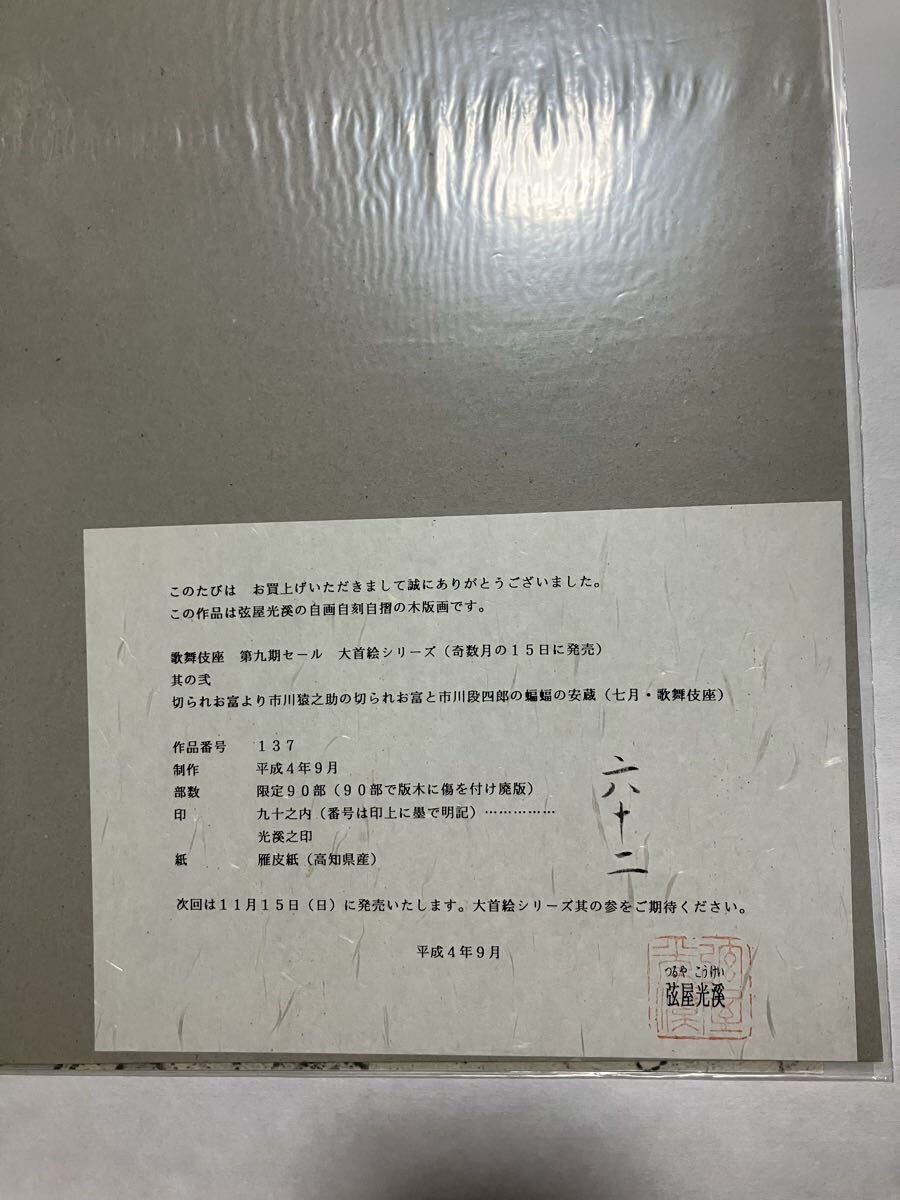 このたびは　お買上げいただきまして誠にありがとうございました。
この作品は弦屋光溪の自画自刻自摺の木版画です。
歌舞伎座　第九期セール　大首絵シリーズ（奇数月の１５日に発売）
其の弐
切られお富より市川猿之助の切られお富と市川段四郎の蝙蝠の安蔵（七月・歌舞伎座）
作品番号　１３７
制作　平成４年９月
部数　限定９０部（９０部で版木に傷を付け廃版）
印　九十之内（番号は印上に墨で明記）……………
六十二
光溪之印
紙　雁皮紙（高知県産）
次回は１１月１５日（日）に発売いたします。大首絵シリーズ其の参をご期待ください。
平成４年９月
つるや　こうけい
弦屋光溪